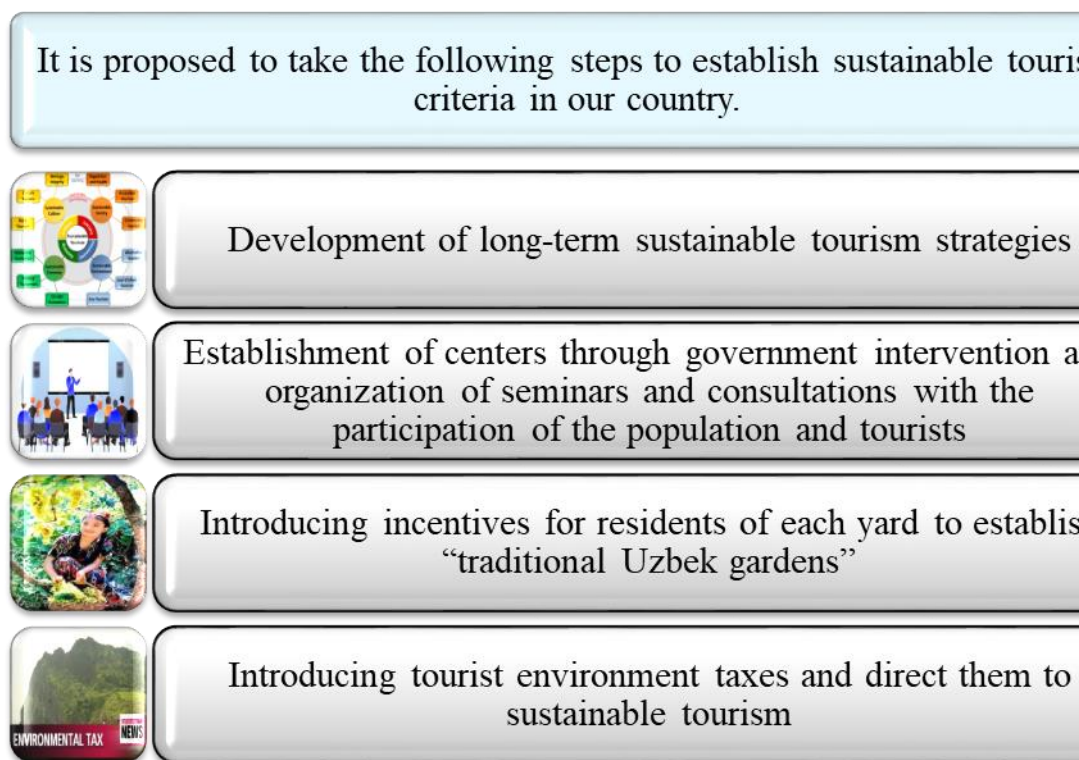 It is proposed to take the following steps to establish sustainable touris
criteria in our country.
Development of long-term sustainable tourism strategies
Establishment of centers through government intervention a
organization of seminars and consultations with the
participation of the population and tourists
Introducing incentives for residents of each yard to establis
“traditional Uzbek gardens”
Introducing tourist environment taxes and direct them to
sustainable tourism
NEWS
ENVIRONMENTAL TAX